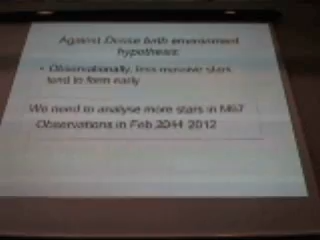 Against Dense birth environment
hypothesis
• Observationally, less massive stars
tend to form early
We need to analyse more stars in M67
Observations in Feb 2011 2012